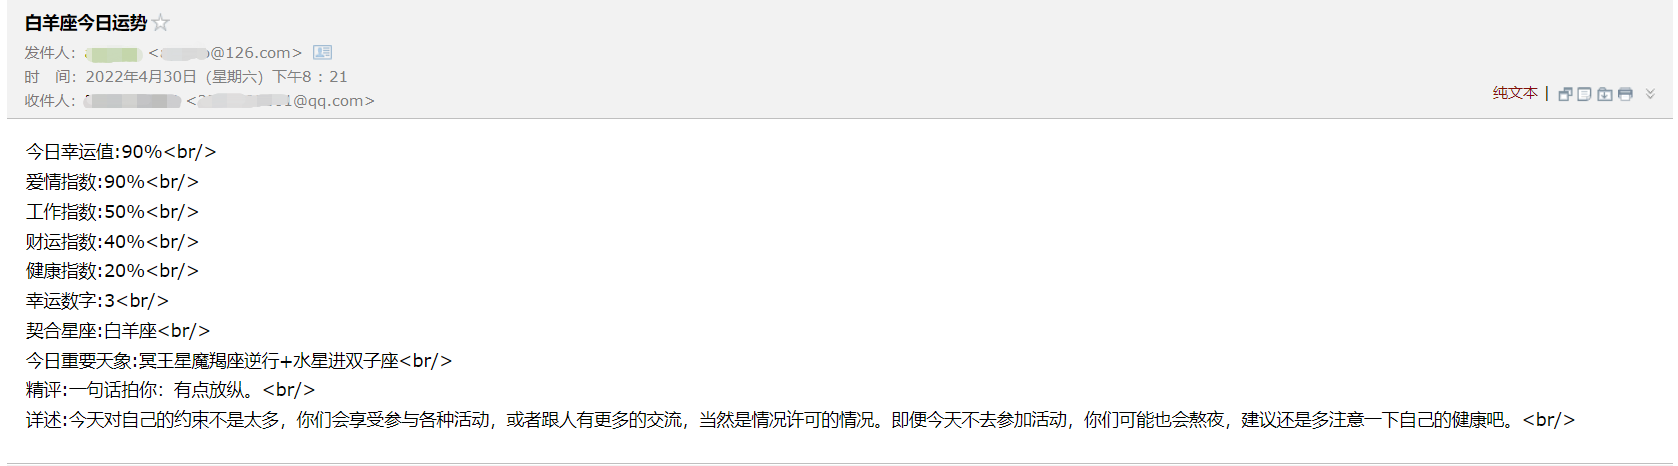 白羊座今日运势
发件人： @126.com>
时　间：2022年4月30日（星期六）下午8：21
收件人： 1@qq.com>
纯文本 |
今日幸运值:90%<br/>
爱情指数:90%<br/>
工作指数:50%<br/>
财运指数:40%<br/>
健康指数:20%<br/>
幸运数字:3<br/>
契合星座:白羊座<br/>
今日重要天象:冥王星魔羯座逆行+水星进双子座<br/>
精评:一句话拍你：有点放纵。<br/>
详述:今天对自己的约束不是太多，你们会享受参与各种活动，或者跟人有更多的交流，当然是情况许可的情况。即便今天不去参加活动，你们可能也会熬夜，建议还是多注意一下自己的健康吧。<br/>